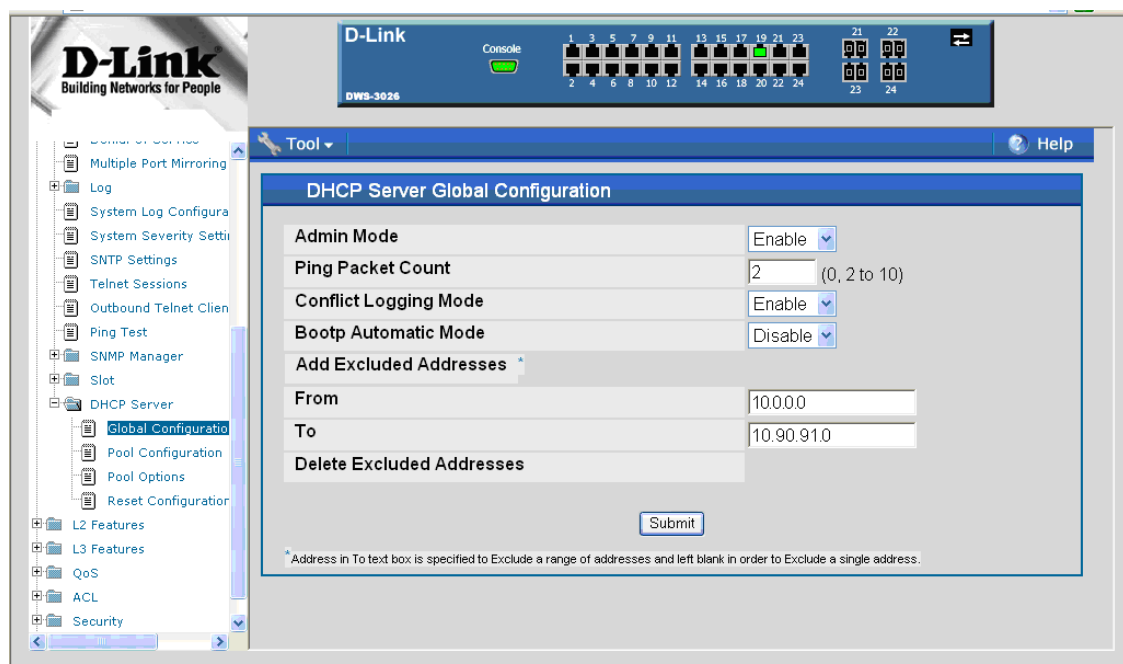 D-Link
Building Networks for People
D-Link
Console
1 3 5 7 9 11 13 15 17 19 21 23
2 4 6 8 10 12 14 16 18 20 22 24
21 22
23 24
DWS-3026
Tool
Help
Multiple Port Mirroring
Log
System Log Configura
System Severity Setti
SNTP Settings
Telnet Sessions
Outbound Telnet Clien
Ping Test
SNMP Manager
Slot
DHCP Server
Global Configuratio
Pool Configuration
Pool Options
Reset Configuration
L2 Features
L3 Features
QoS
ACL
Security
DHCP Server Global Configuration
Admin Mode Enable
Ping Packet Count 2 (0, 2 to 10)
Conflict Logging Mode Enable
Bootp Automatic Mode Disable
Add Excluded Addresses *
From 10.0.0.0
To 10.90.91.0
Delete Excluded Addresses
Submit
*Address in To text box is specified to Exclude a range of addresses and left blank in order to Exclude a single address.